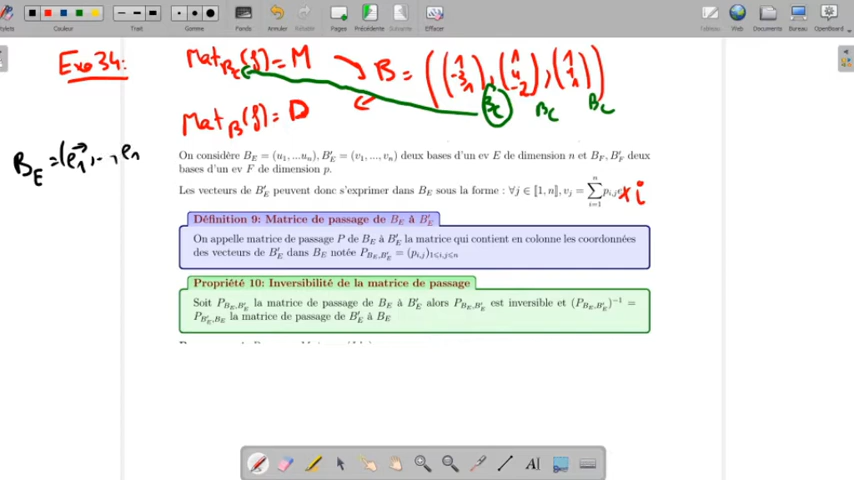 Stylets Couleur Trait Gomme Fonds Annuler Restaurer Pages Précédente Suivante Effacer Tableau Web Documents Bureau OpenBoard
Exo 34:
Mat_{Bc}(f) = M
B = ((1 -3 1), (1 4 -2), (1 1 1))
Bc Bc Bc
Mat_B(f) = D
B_E = (e_1, .., e_n
On considère B_E = (u_1, ...u_n), B'_E = (v_1, ..., v_n) deux bases d'un ev E de dimension n et B_F, B'_F deux
bases d'un ev F de dimension p.
Les vecteurs de B'_E peuvent donc s'exprimer dans B_E sous la forme : ∀j ∈ ⟦1, n⟧, v_j = ∑_{i=1}^{n} p_{i,j} x i
Définition 9: Matrice de passage de B_E à B'_E
On appelle matrice de passage P de B_E à B'_E la matrice qui contient en colonne les coordonnées
des vecteurs de B'_E dans B_E notée P_{B_E,B'_E} = (p_{i,j})_{1⩽i,j⩽n}
Propriété 10: Inversibilité de la matrice de passage
Soit P_{B_E,B'_E} la matrice de passage de B_E à B'_E alors P_{B_E,B'_E} est inversible et (P_{B_E,B'_E})^{-1} =
P_{B'_E,B_E} la matrice de passage de B'_E à B_E